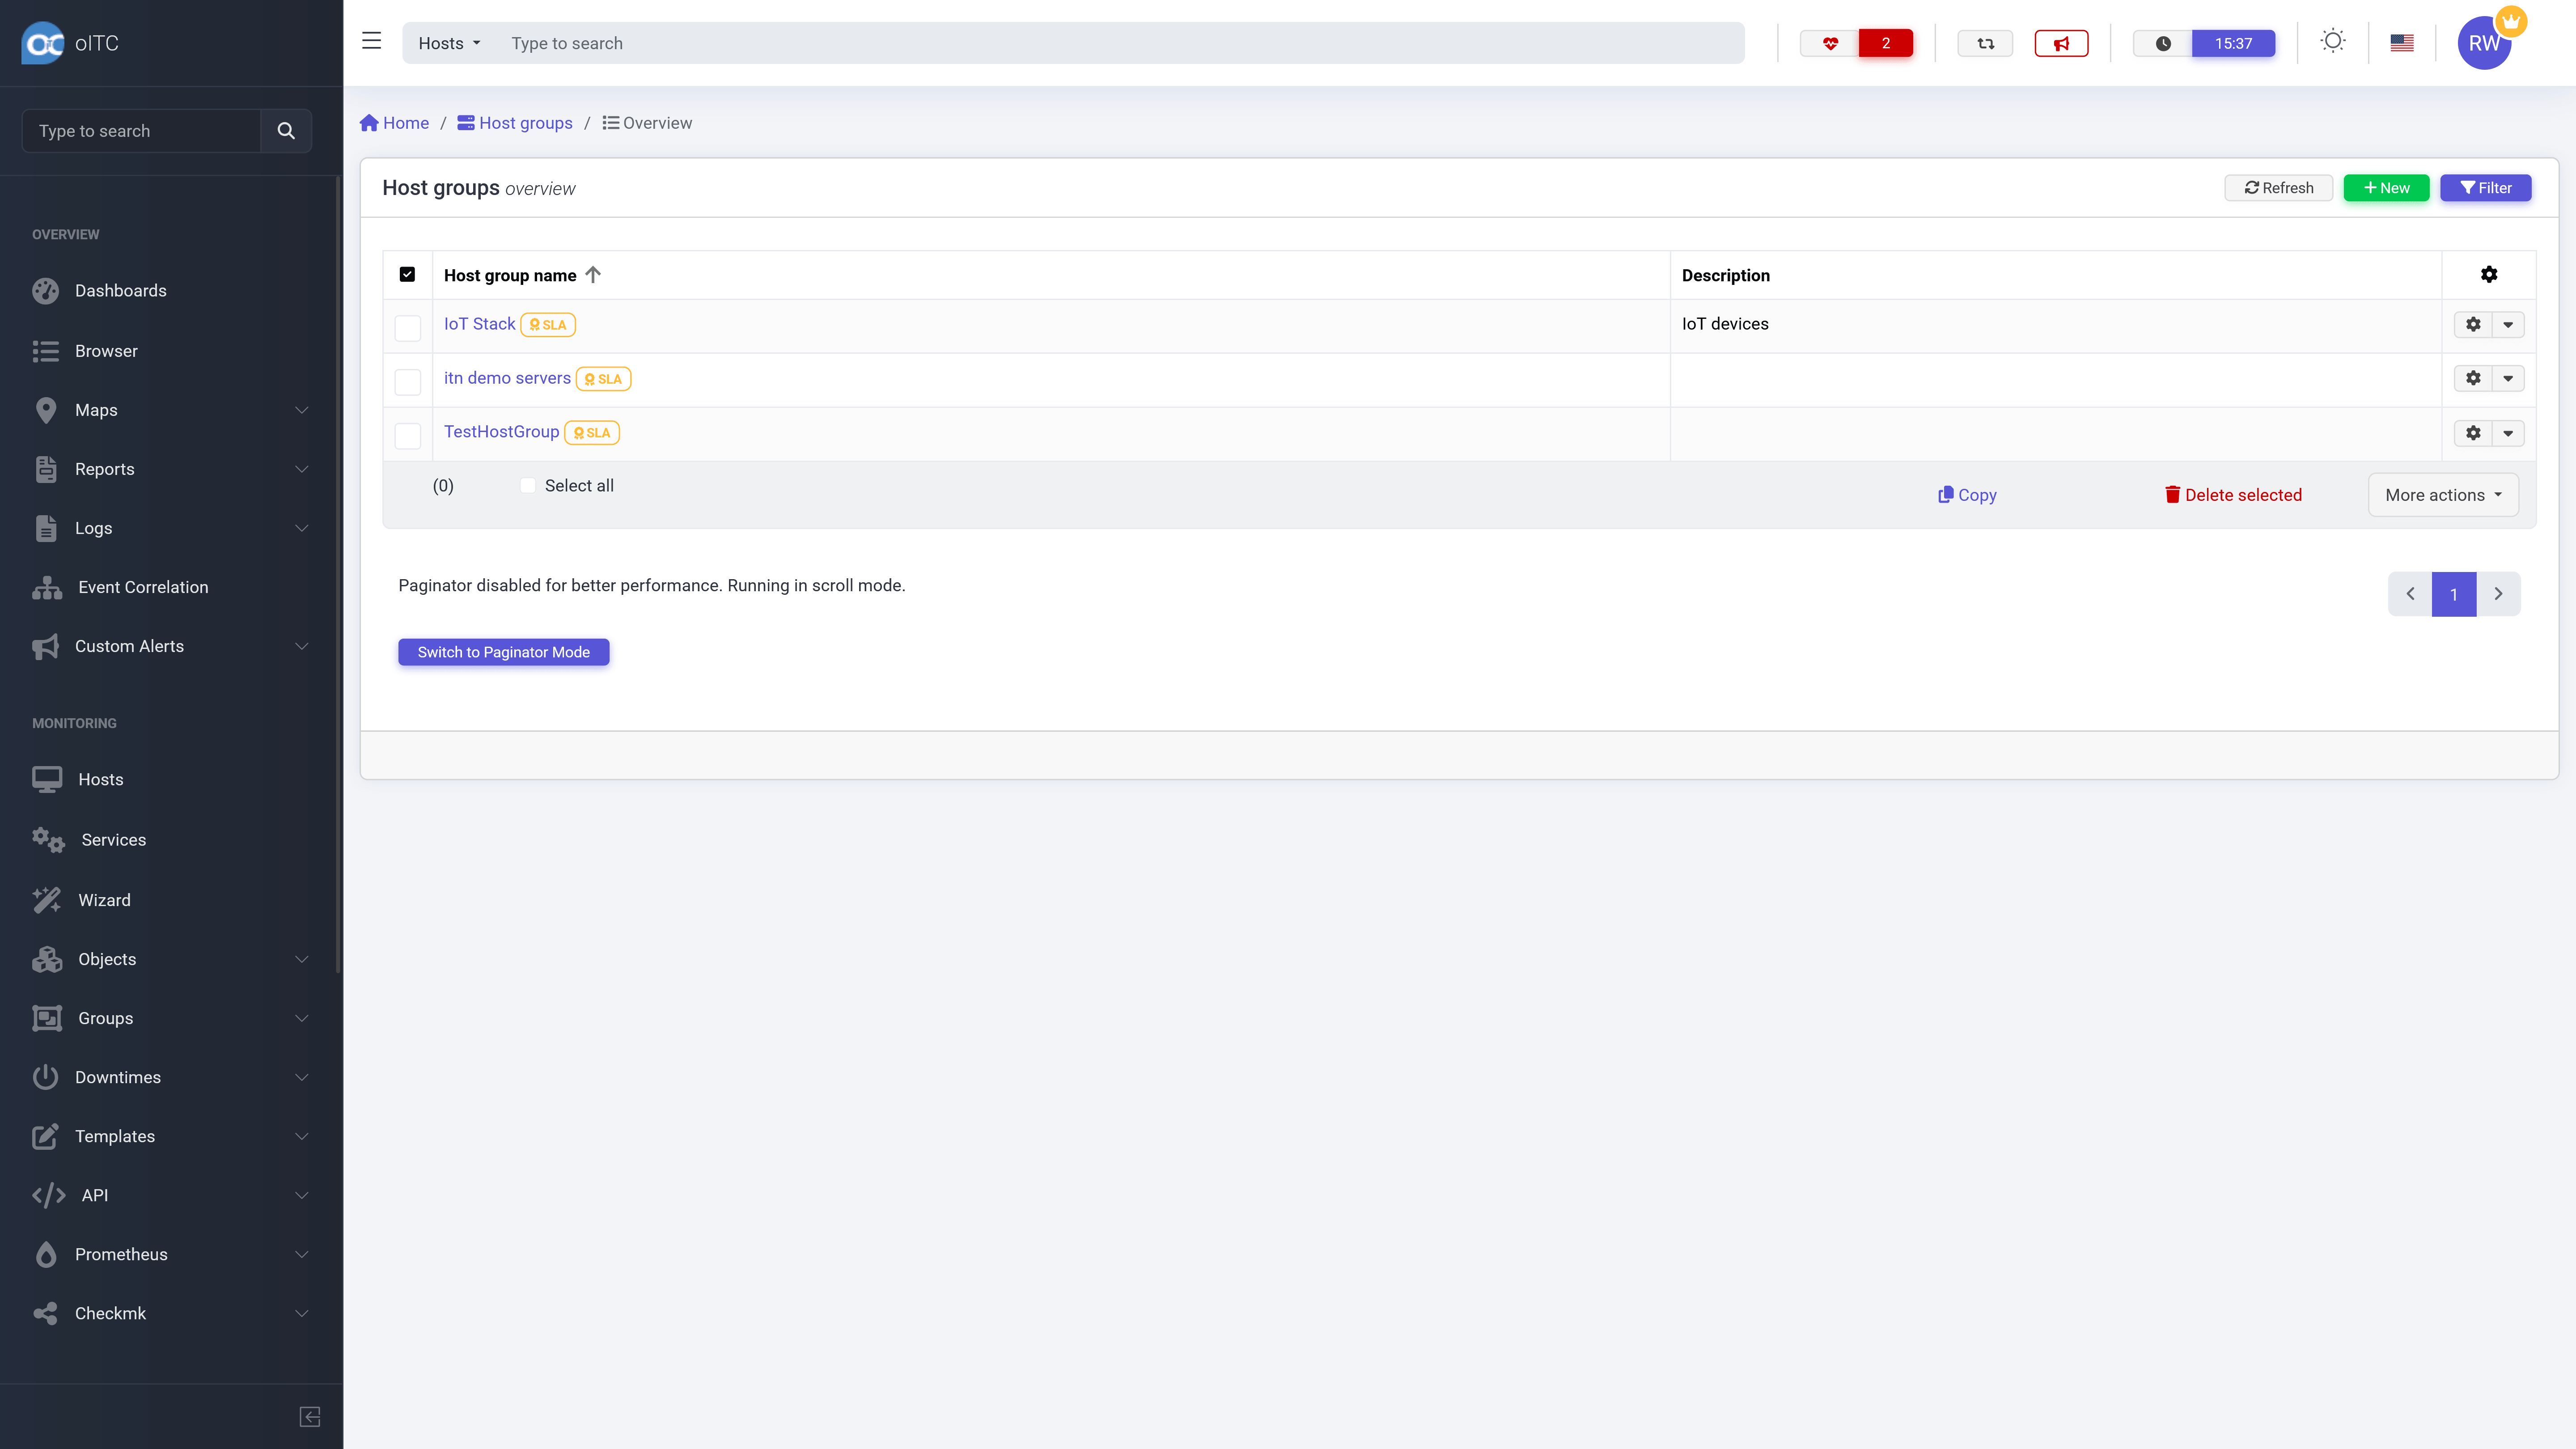 oITC
Hosts
Type to search
2
15:37
RW
Type to search
Home / Host groups / Overview
Host groups overview
Refresh
New
Filter
OVERVIEW
Dashboards
Browser
Maps
Reports
Logs
Event Correlation
Custom Alerts
MONITORING
Hosts
Services
Wizard
Objects
Groups
Downtimes
Templates
API
Prometheus
Checkmk
Host group name
Description
IoT Stack SLA
IoT devices
itn demo servers SLA
TestHostGroup SLA
(0)
Select all
Copy
Delete selected
More actions
Paginator disabled for better performance. Running in scroll mode.
1
Switch to Paginator Mode